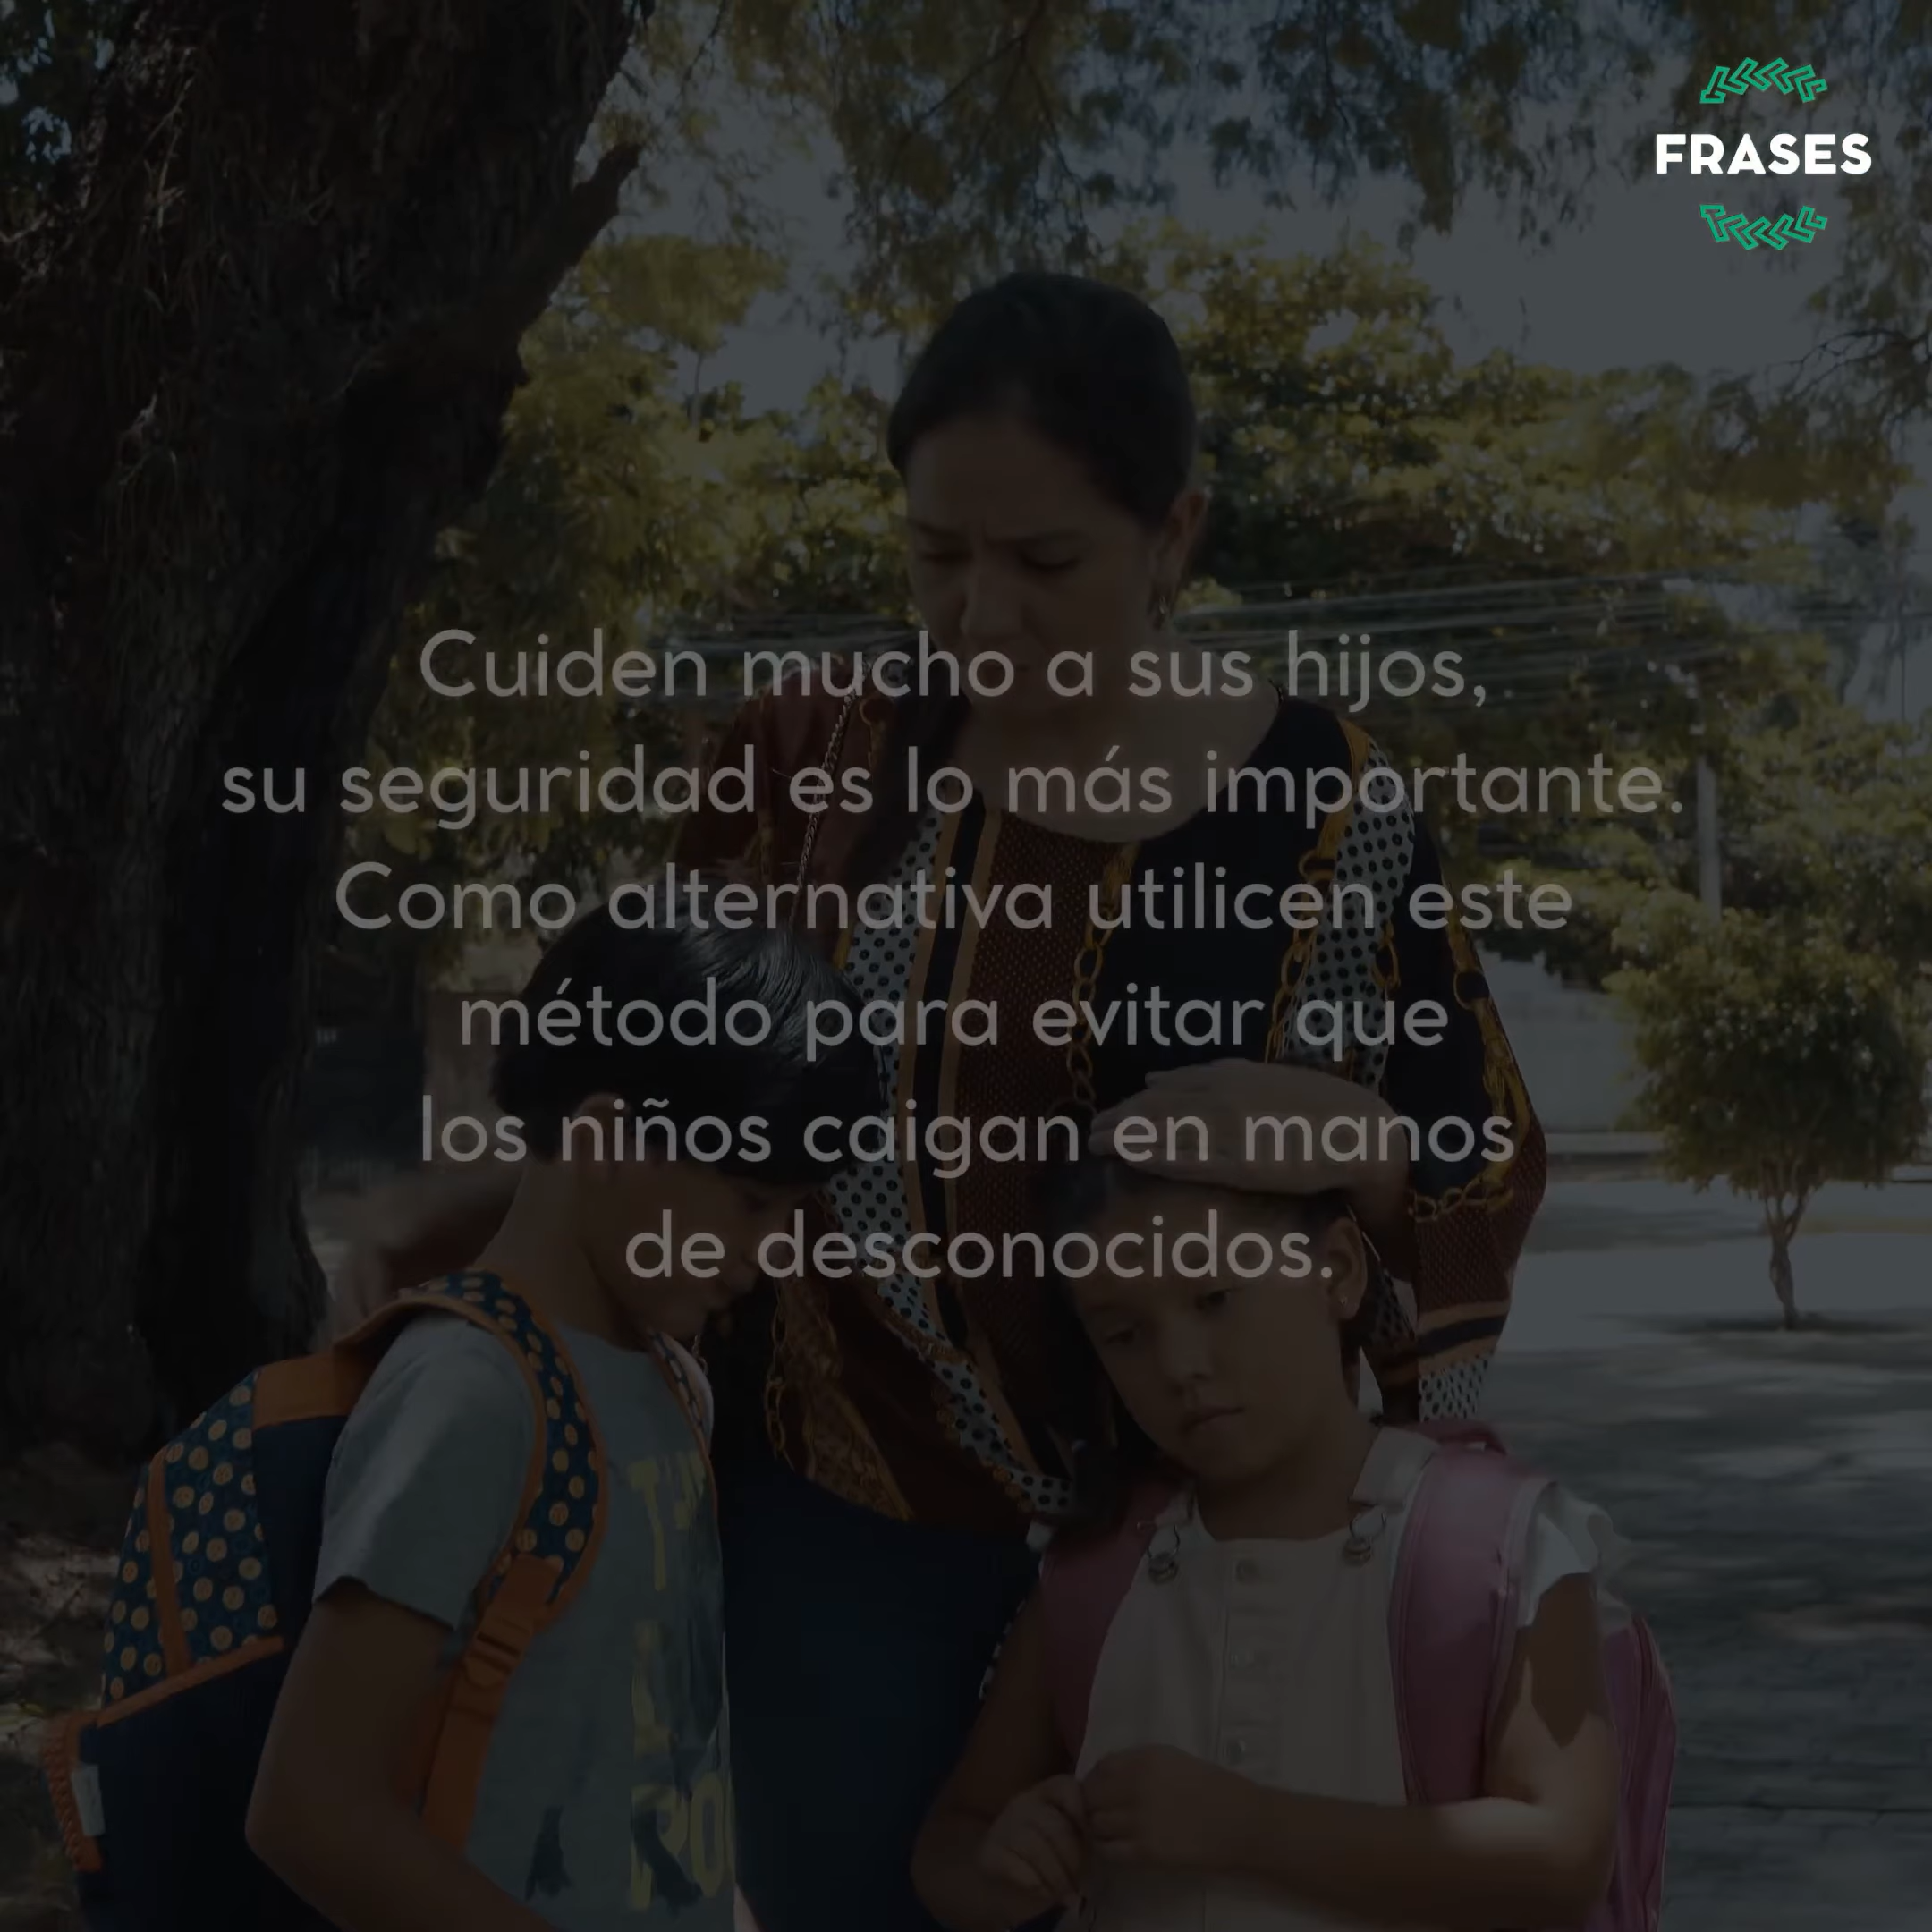 FRASES
Cuiden mucho a sus hijos,
su seguridad es lo más importante.
Como alternativa utilicen este
método para evitar que
los niños caigan en manos
de desconocidos.